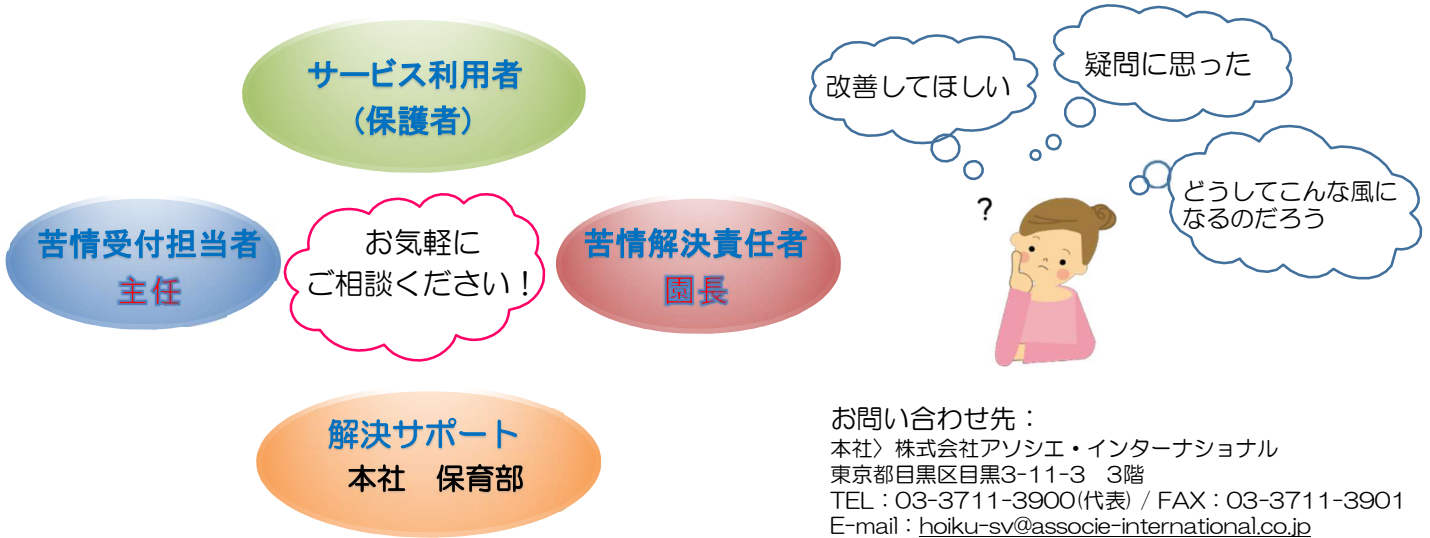 サービス利用者
(保護者)
苦情受付担当者
主任
お気軽に
ご相談ください！
苦情解決責任者
園長
解決サポート
本社　保育部
改善してほしい
疑問に思った
どうしてこんな風に
なるのだろう
?
お問い合わせ先：
本社〉株式会社アソシエ・インターナショナル
東京都目黒区目黒3-11-3　3階
TEL：03-3711-3900(代表) / FAX：03-3711-3901
E-mail：hoiku-sv@associe-international.co.jp